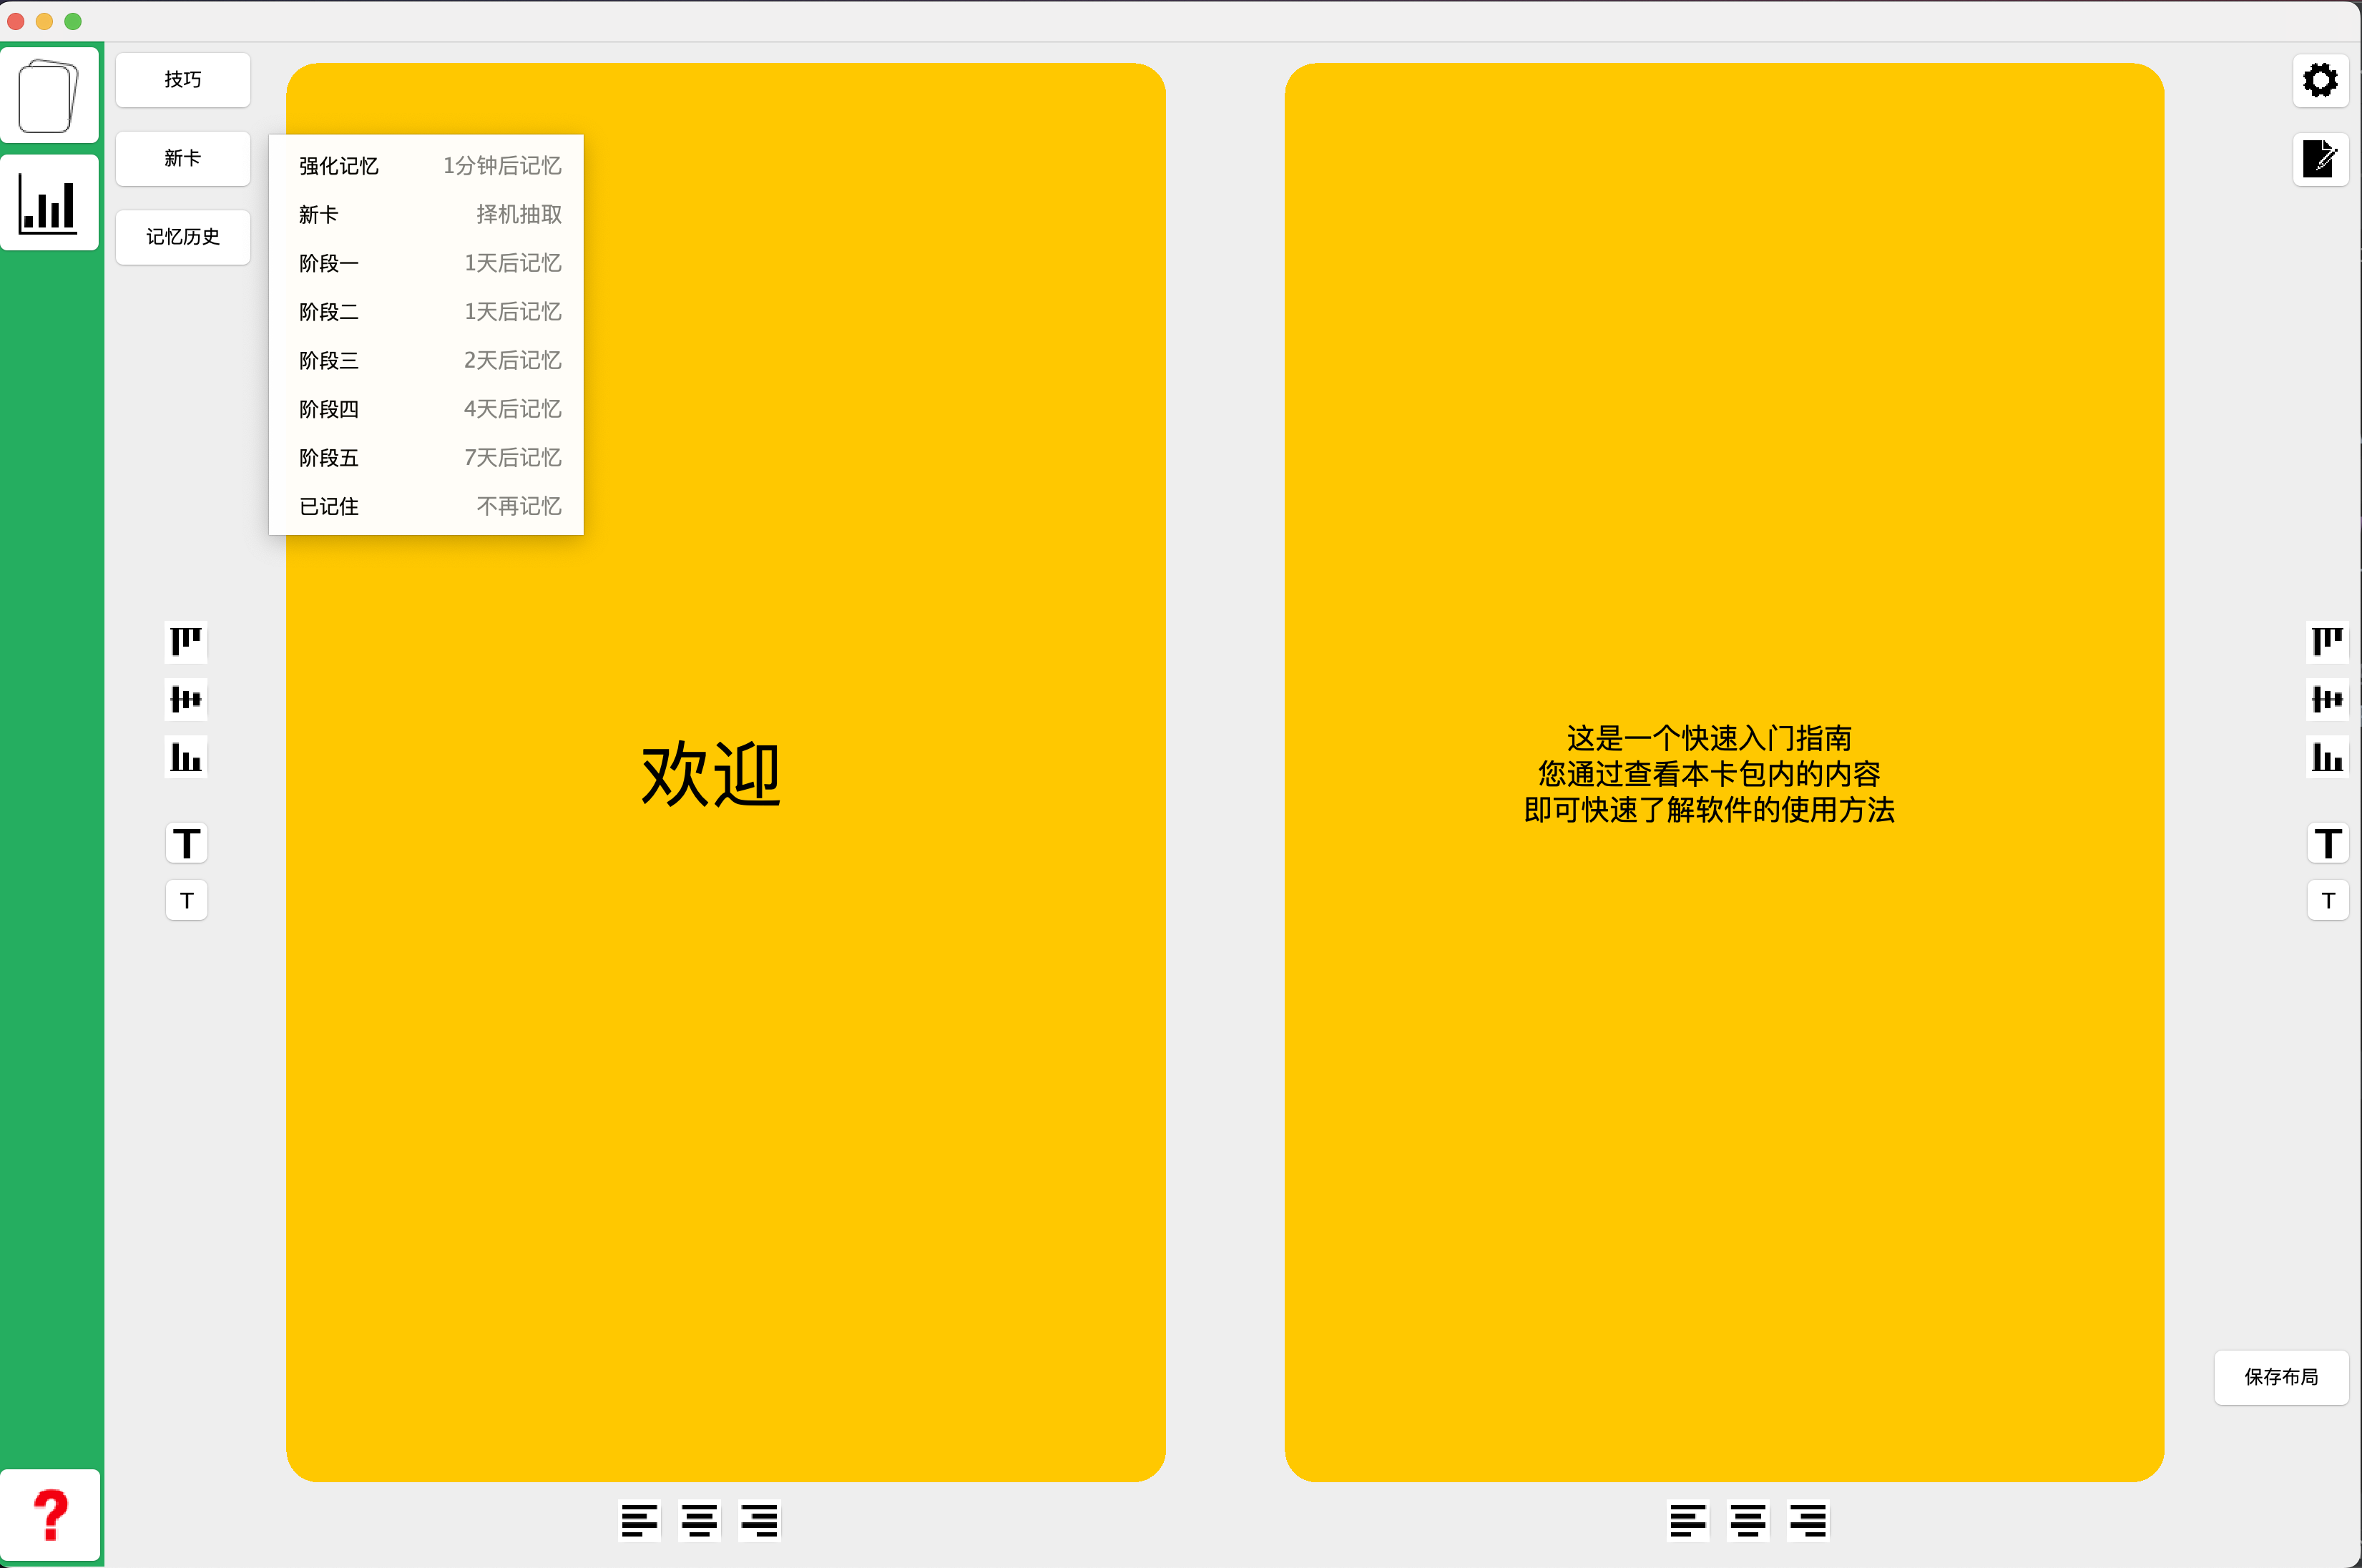 技巧
新卡
记忆历史
强化记忆 1分钟后记忆
新卡 择机抽取
阶段一 1天后记忆
阶段二 1天后记忆
阶段三 2天后记忆
阶段四 4天后记忆
阶段五 7天后记忆
已记住 不再记忆
T
T
欢迎
这是一个快速入门指南
您通过查看本卡包内的内容
即可快速了解软件的使用方法
T
T
保存布局
?